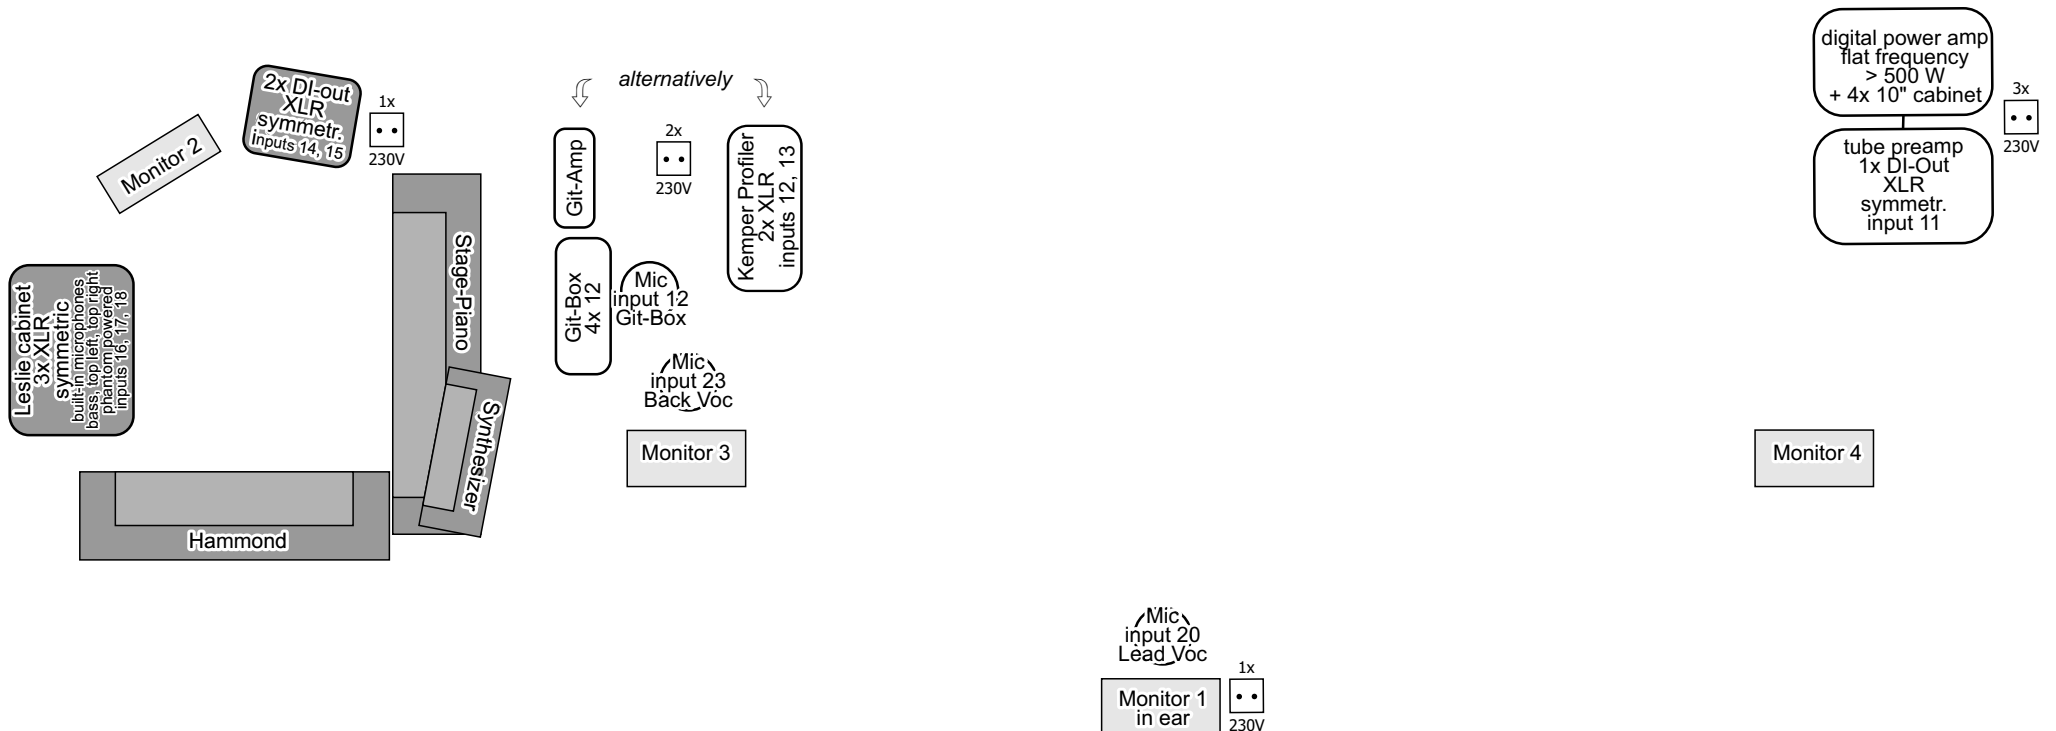 2x DI-out
XLR
symmetr.
inputs 14, 15
1x
230V
Monitor 2
Leslie cabinet
3x XLR
symmetric
built-in microphones
bass, top left, top right
phantom powered
inputs 16, 17, 18
Stage-Piano
Synthesizer
Hammond
alternatively
Git-Amp
2x
230V
Kemper Profiler
2x XLR
inputs 12, 13
Git-Box
4x 12
Mic
input 12
Git-Box
Mic
input 23
Back Voc
Monitor 3
Mic
input 20
Lead Voc
Monitor 1
in ear
1x
230V
digital power amp
flat frequency
> 500 W
+ 4x 10" cabinet
3x
230V
tube preamp
1x DI-Out
XLR
symmetr.
input 11
Monitor 4